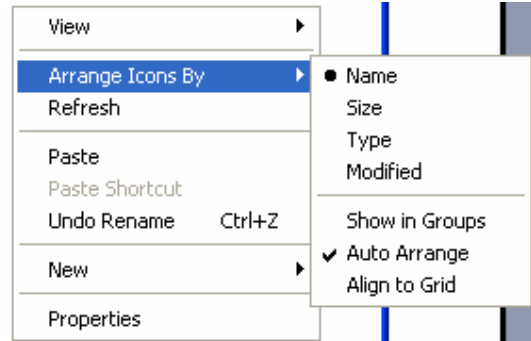 View
Arrange Icons By
Refresh
Paste
Paste Shortcut
Undo Rename Ctrl+Z
New
Properties
Name
Size
Type
Modified
Show in Groups
Auto Arrange
Align to Grid